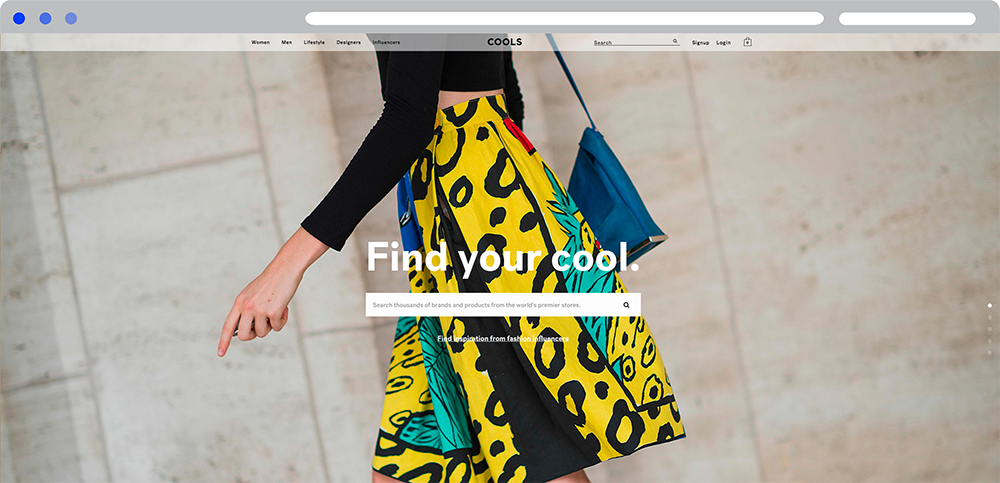 Women Men Lifestyle Designers Influencers COOLS Search Signup Login 0
Find your cool.
Search thousands of brands and products from the world's premier stores.
Find inspiration from fashion influencers